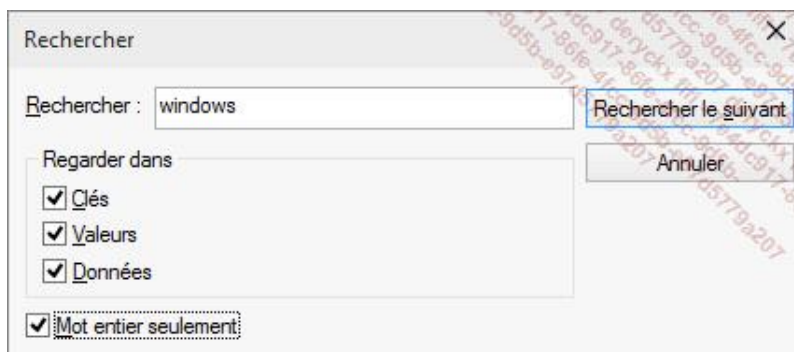 Rechercher
Rechercher : windows
Rechercher le suivant
Annuler
Regarder dans
Clés
Valeurs
Données
Mot entier seulement